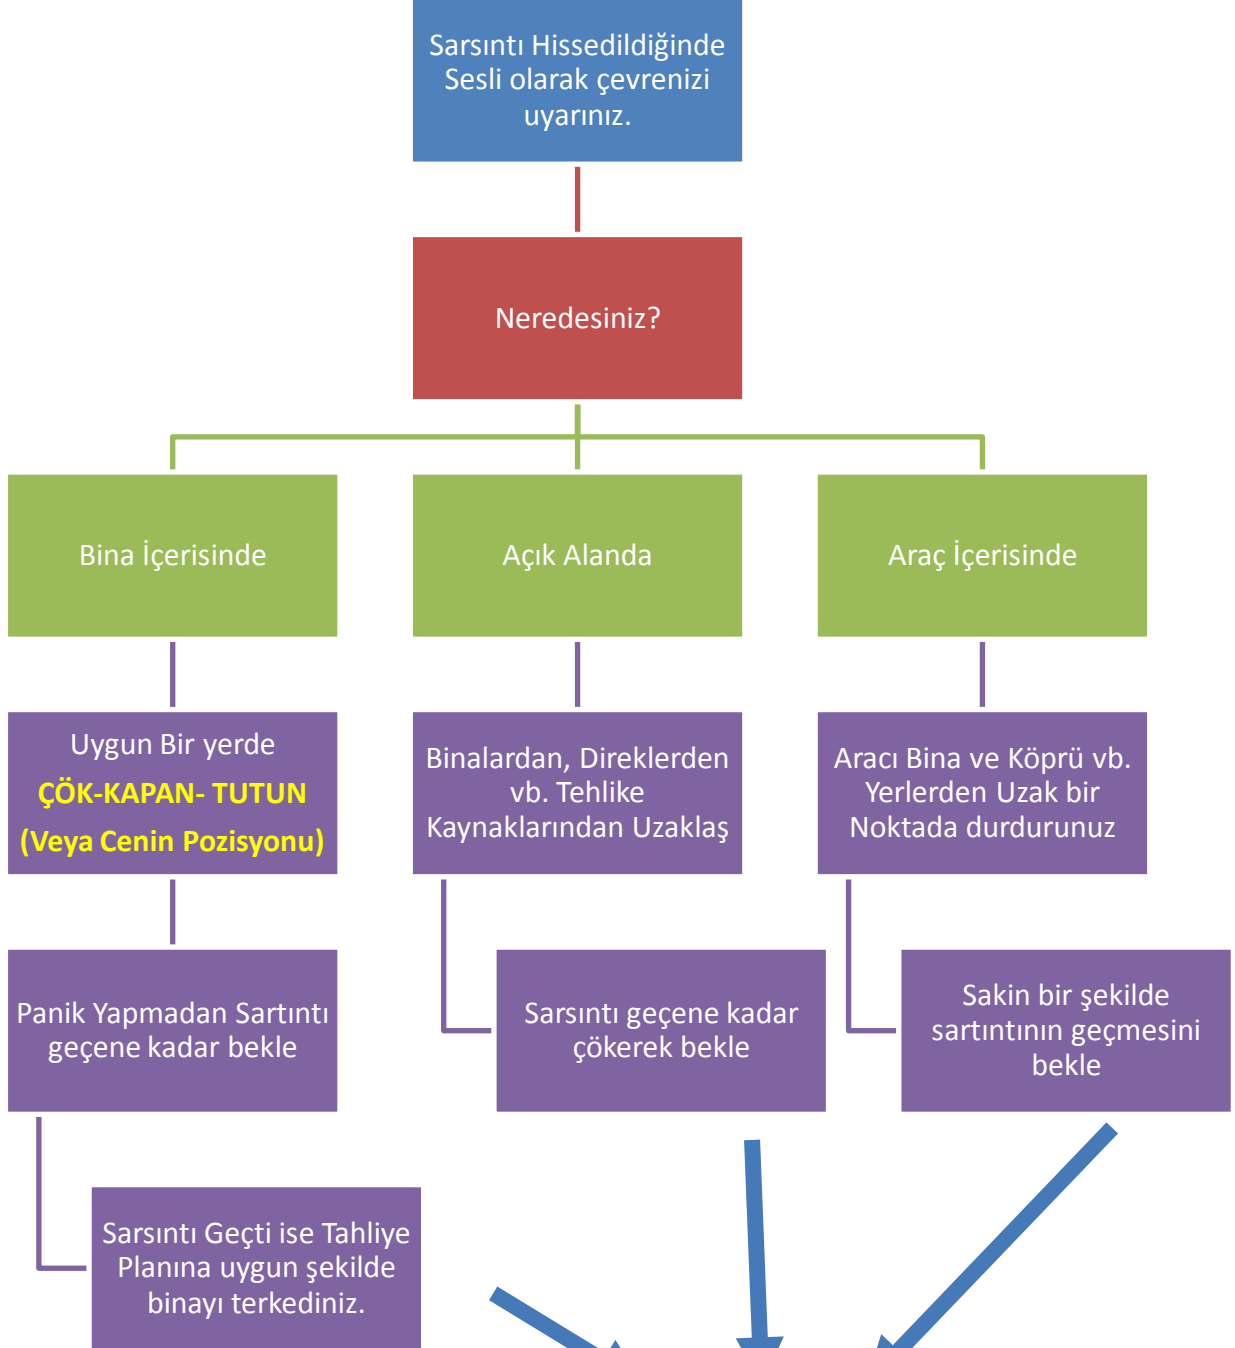 Sarsıntı Hissedildiğinde
Sesli olarak çevrenizi
uyarınız.
Neredesiniz?
Bina İçerisinde
Açık Alanda
Araç İçerisinde
Uygun Bir yerde
ÇÖK-KAPAN- TUTUN
(Veya Cenin Pozisyonu)
Binalardan, Direklerden
vb. Tehlike
Kaynaklarından Uzaklaş
Aracı Bina ve Köprü vb.
Yerlerden Uzak bir
Noktada durdurunuz
Panik Yapmadan Sartıntı
geçene kadar bekle
Sarsıntı geçene kadar
çökerek bekle
Sakin bir şekilde
sartıntının geçmesini
bekle
Sarsıntı Geçti ise Tahliye
Planına uygun şekilde
binayı terkediniz.